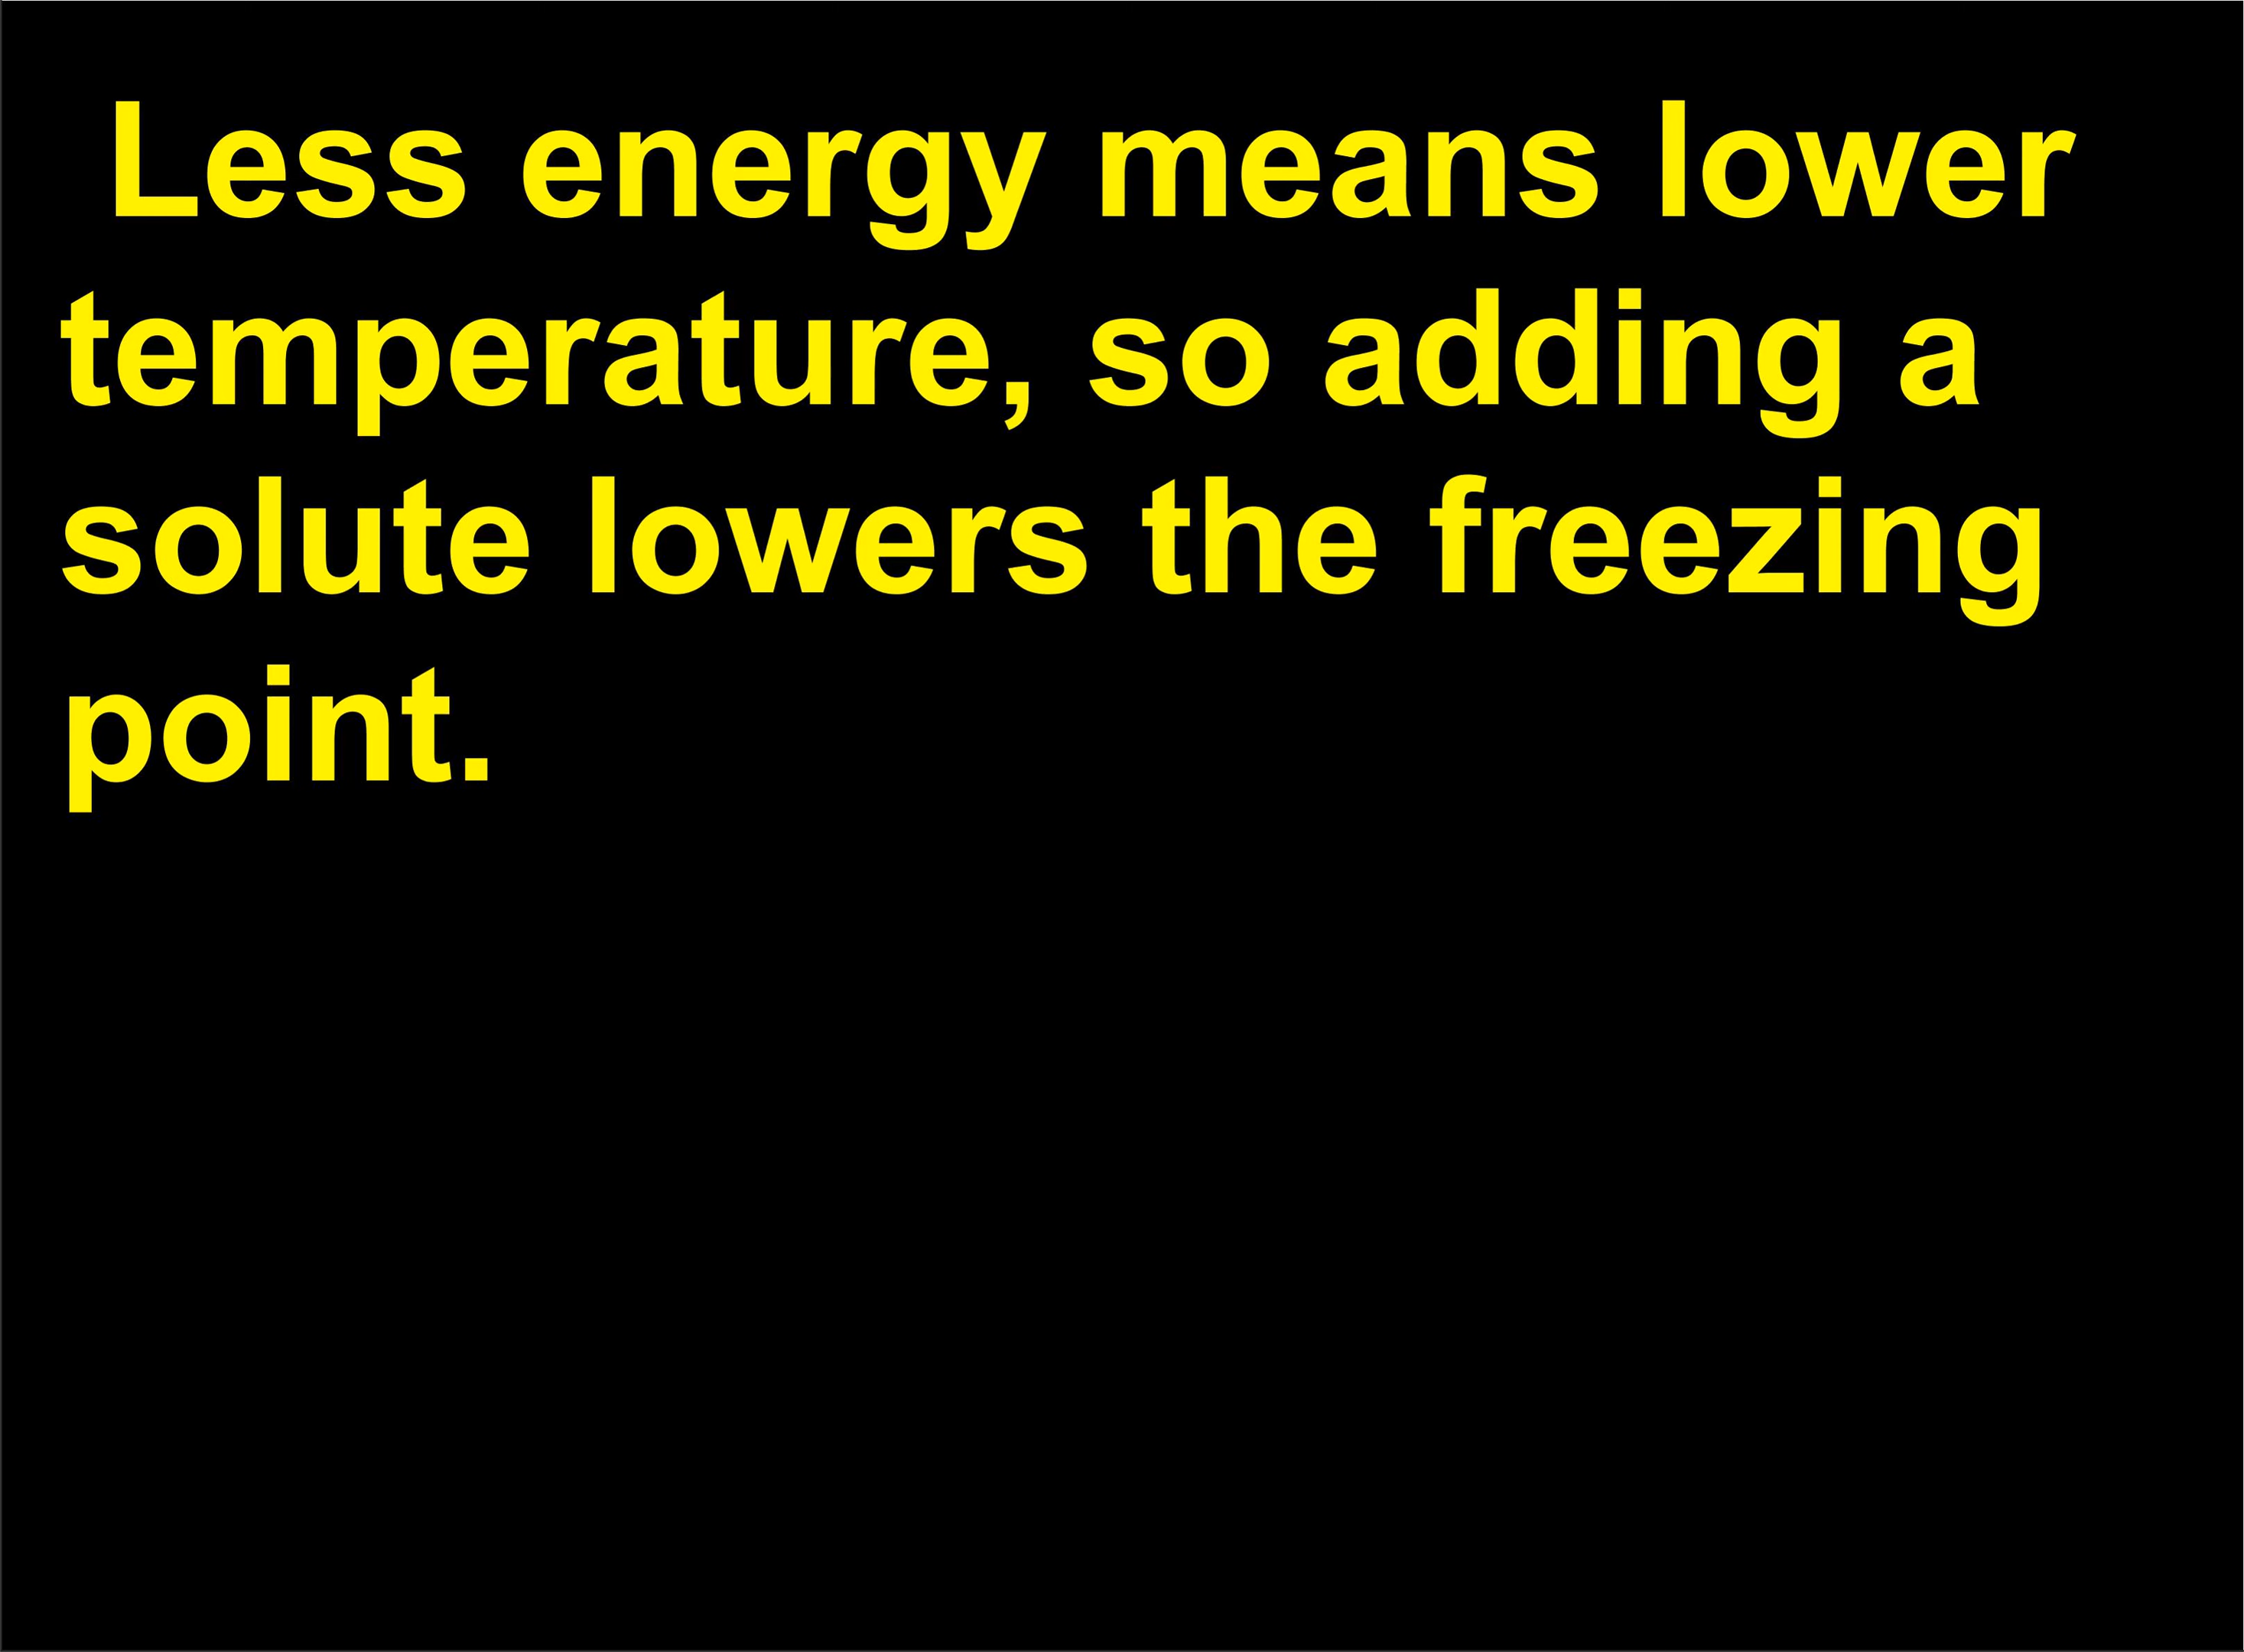 Less energy means lower
temperature, so adding a
solute lowers the freezing
point.